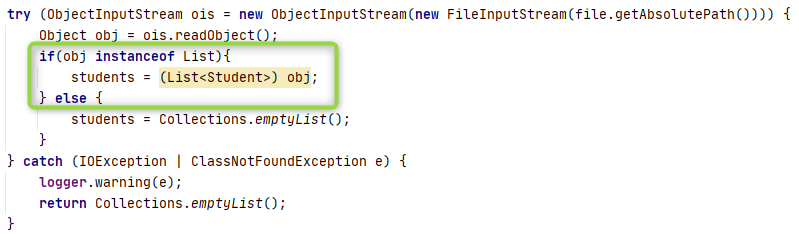 try (ObjectInputStream ois = new ObjectInputStream(new FileInputStream(file.getAbsolutePath()))) {
    Object obj = ois.readObject();
    if(obj instanceof List){
        students = (List<Student>) obj;
    } else {
        students = Collections.emptyList();
    }
} catch (IOException | ClassNotFoundException e) {
    logger.warning(e);
    return Collections.emptyList();
}